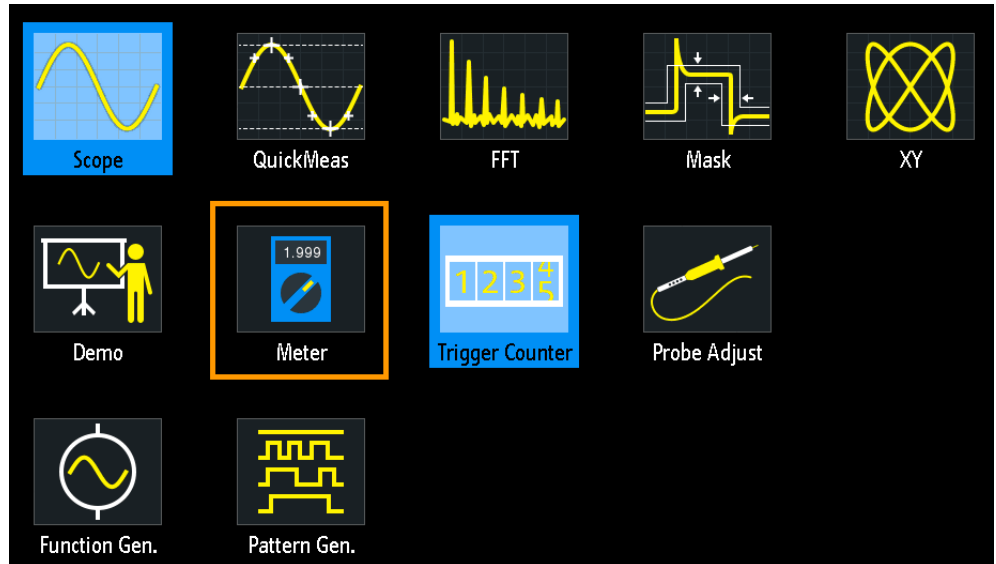 Scope
QuickMeas
FFT
Mask
XY
1.999
1 2 3 4
5
Demo
Meter
Trigger Counter
Probe Adjust
Function Gen.
Pattern Gen.